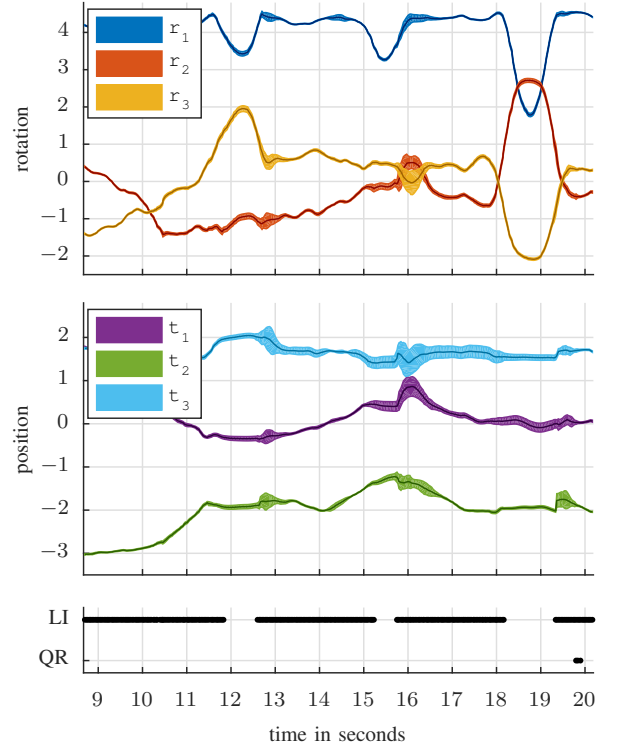 rotation
4
3
2
1
0
−1
−2
r₁
r₂
r₃
position
2
1
0
−1
−2
−3
t₁
t₂
t₃
LI
QR
9 10 11 12 13 14 15 16 17 18 19 20
time in seconds